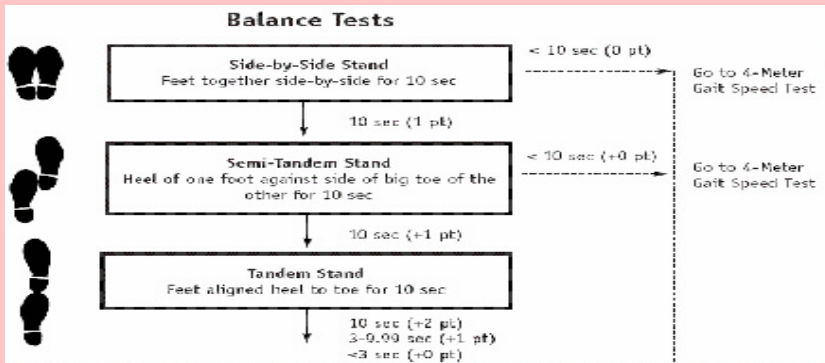 Balance Tests
Side-by-Side Stand
Feet together side-by-side for 10 sec
< 10 sec (0 pt)
Go to 4-Meter
Gait Speed Test
10 sec (1 pt)
Semi-Tandem Stand
Heel of one foot against side of big toe of the
other for 10 sec
< 10 sec (+0 pt)
Go to 4-Meter
Gait Speed Test
10 sec (+1 pt)
Tandem Stand
Feet aligned heel to toe for 10 sec
10 sec (+2 pt)
3-9.99 sec (+1 pt)
<3 sec (+0 pt)